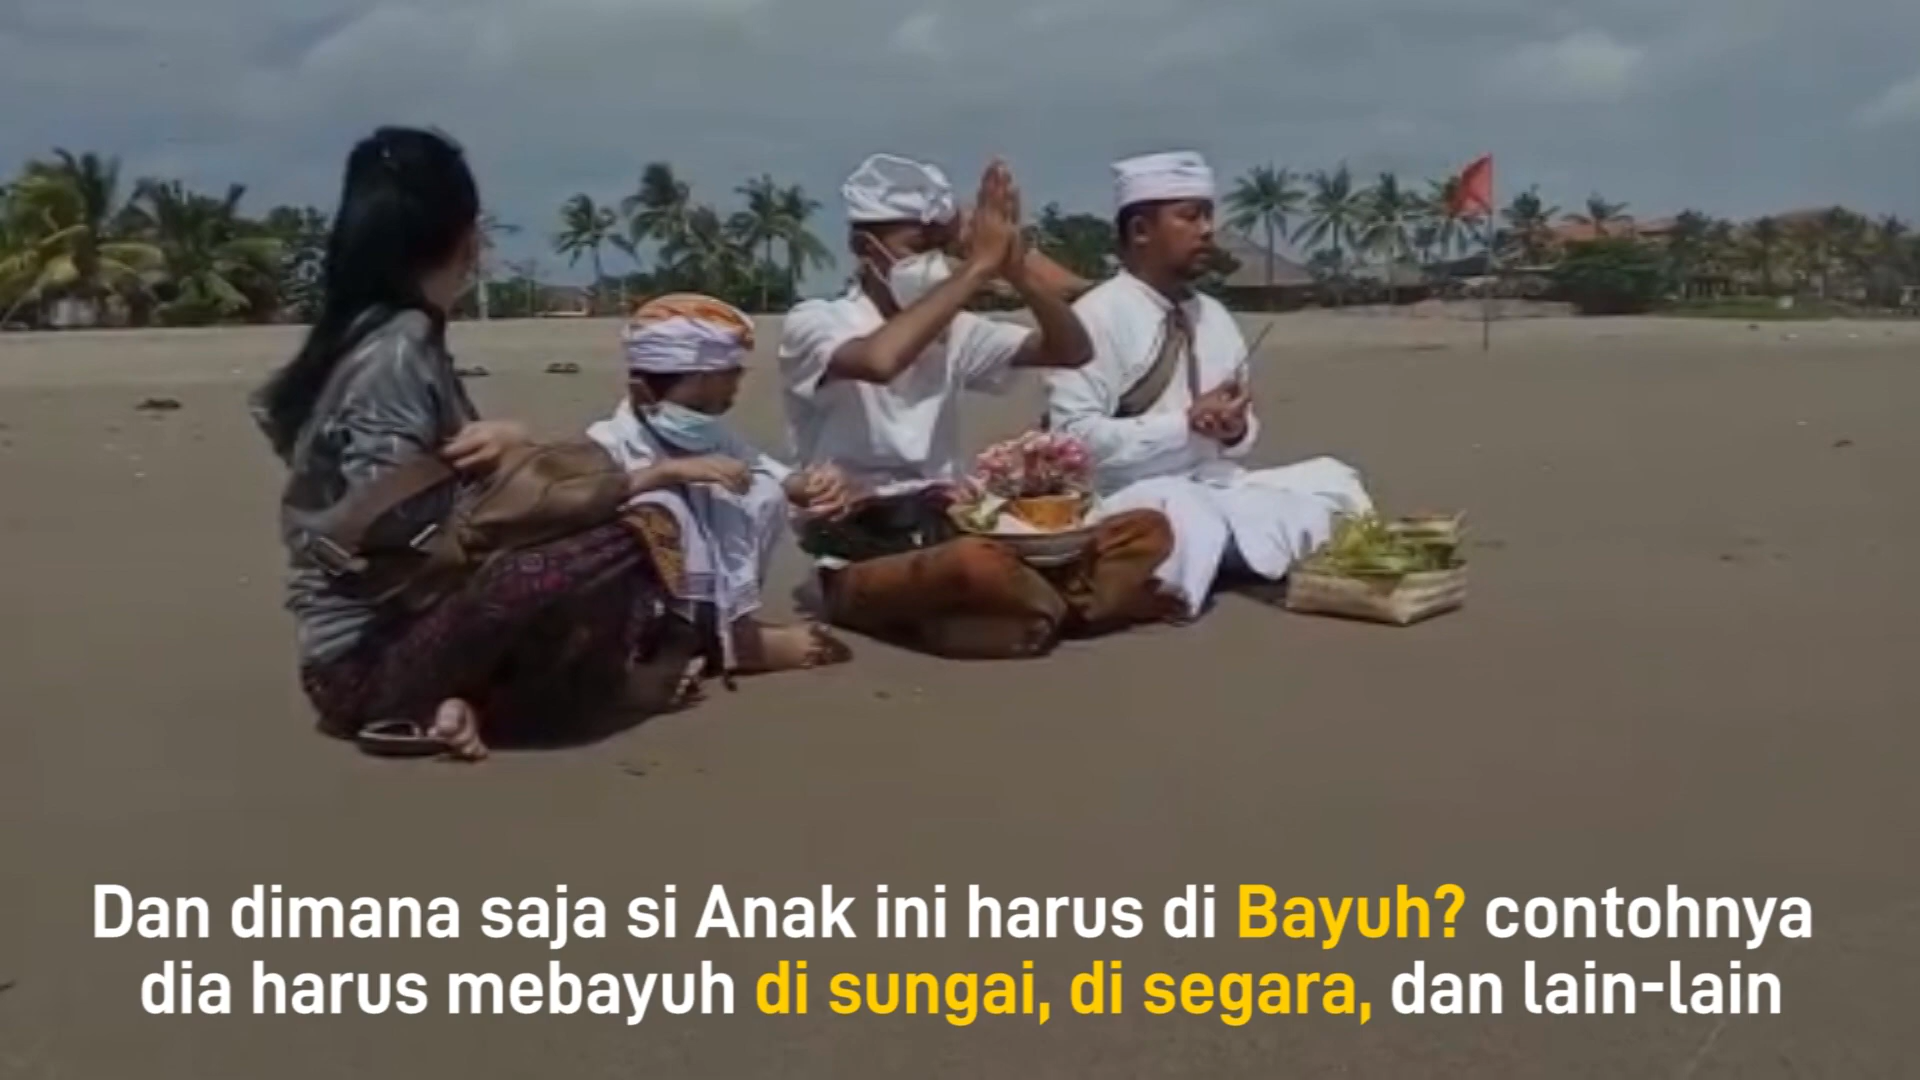 Dan dimana saja si Anak ini harus di Bayuh? contohnya
dia harus mebayuh di sungai, di segara, dan lain-lain